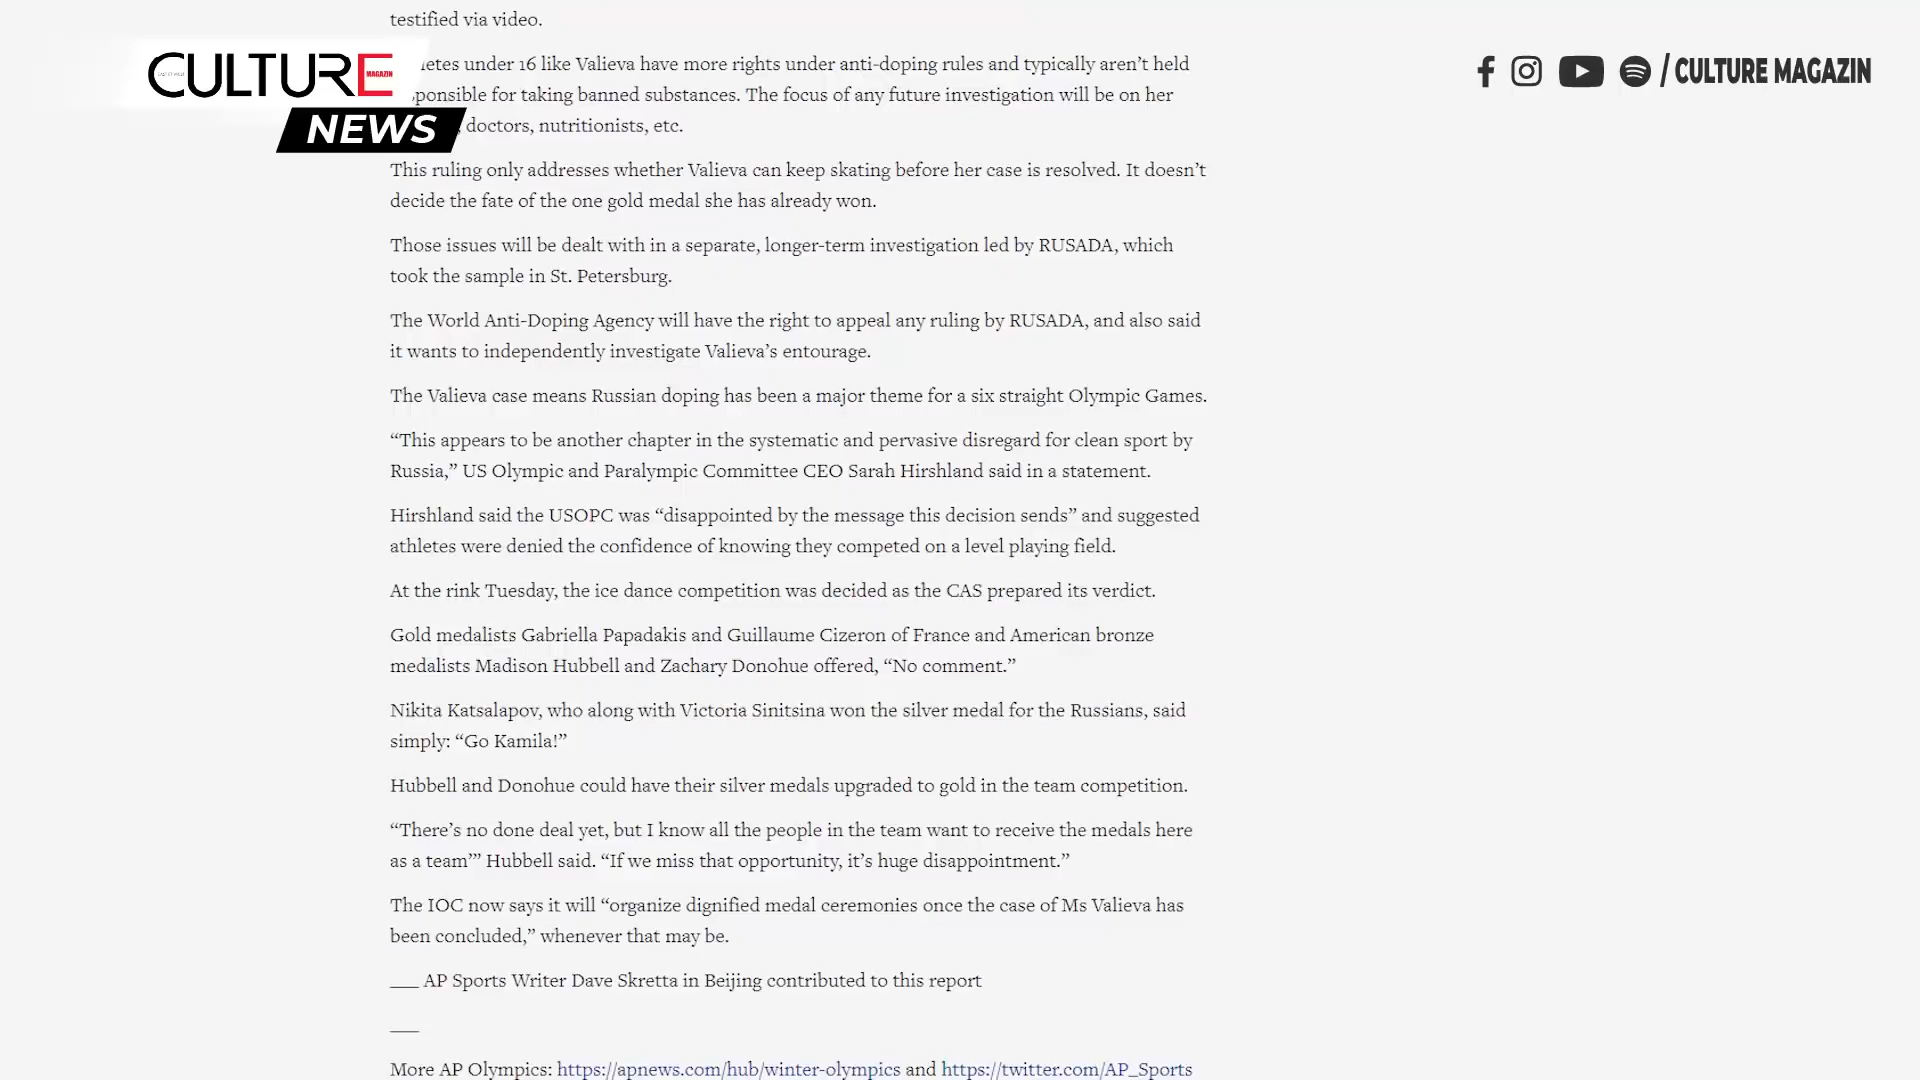 testified via video.
CULTURE
MAGAZIN
NEWS
/ CULTURE MAGAZIN
under 16 like Valieva have more rights under anti-doping rules and typically aren’t held
for taking banned substances. The focus of any future investigation will be on her
doctors, nutritionists, etc.
This ruling only addresses whether Valieva can keep skating before her case is resolved. It doesn’t
decide the fate of the one gold medal she has already won.
Those issues will be dealt with in a separate, longer-term investigation led by RUSADA, which
took the sample in St. Petersburg.
The World Anti-Doping Agency will have the right to appeal any ruling by RUSADA, and also said
it wants to independently investigate Valieva’s entourage.
The Valieva case means Russian doping has been a major theme for a six straight Olympic Games.
“This appears to be another chapter in the systematic and pervasive disregard for clean sport by
Russia,” US Olympic and Paralympic Committee CEO Sarah Hirshland said in a statement.
Hirshland said the USOPC was “disappointed by the message this decision sends” and suggested
athletes were denied the confidence of knowing they competed on a level playing field.
At the rink Tuesday, the ice dance competition was decided as the CAS prepared its verdict.
Gold medalists Gabriella Papadakis and Guillaume Cizeron of France and American bronze
medalists Madison Hubbell and Zachary Donohue offered, “No comment.”
Nikita Katsalapov, who along with Victoria Sinitsina won the silver medal for the Russians, said
simply: “Go Kamila!”
Hubbell and Donohue could have their silver medals upgraded to gold in the team competition.
“There’s no done deal yet, but I know all the people in the team want to receive the medals here
as a team’” Hubbell said. “If we miss that opportunity, it’s huge disappointment.”
The IOC now says it will “organize dignified medal ceremonies once the case of Ms Valieva has
been concluded,” whenever that may be.
___ AP Sports Writer Dave Skretta in Beijing contributed to this report
___
More AP Olympics: https://apnews.com/hub/winter-olympics and https://twitter.com/AP_Sports